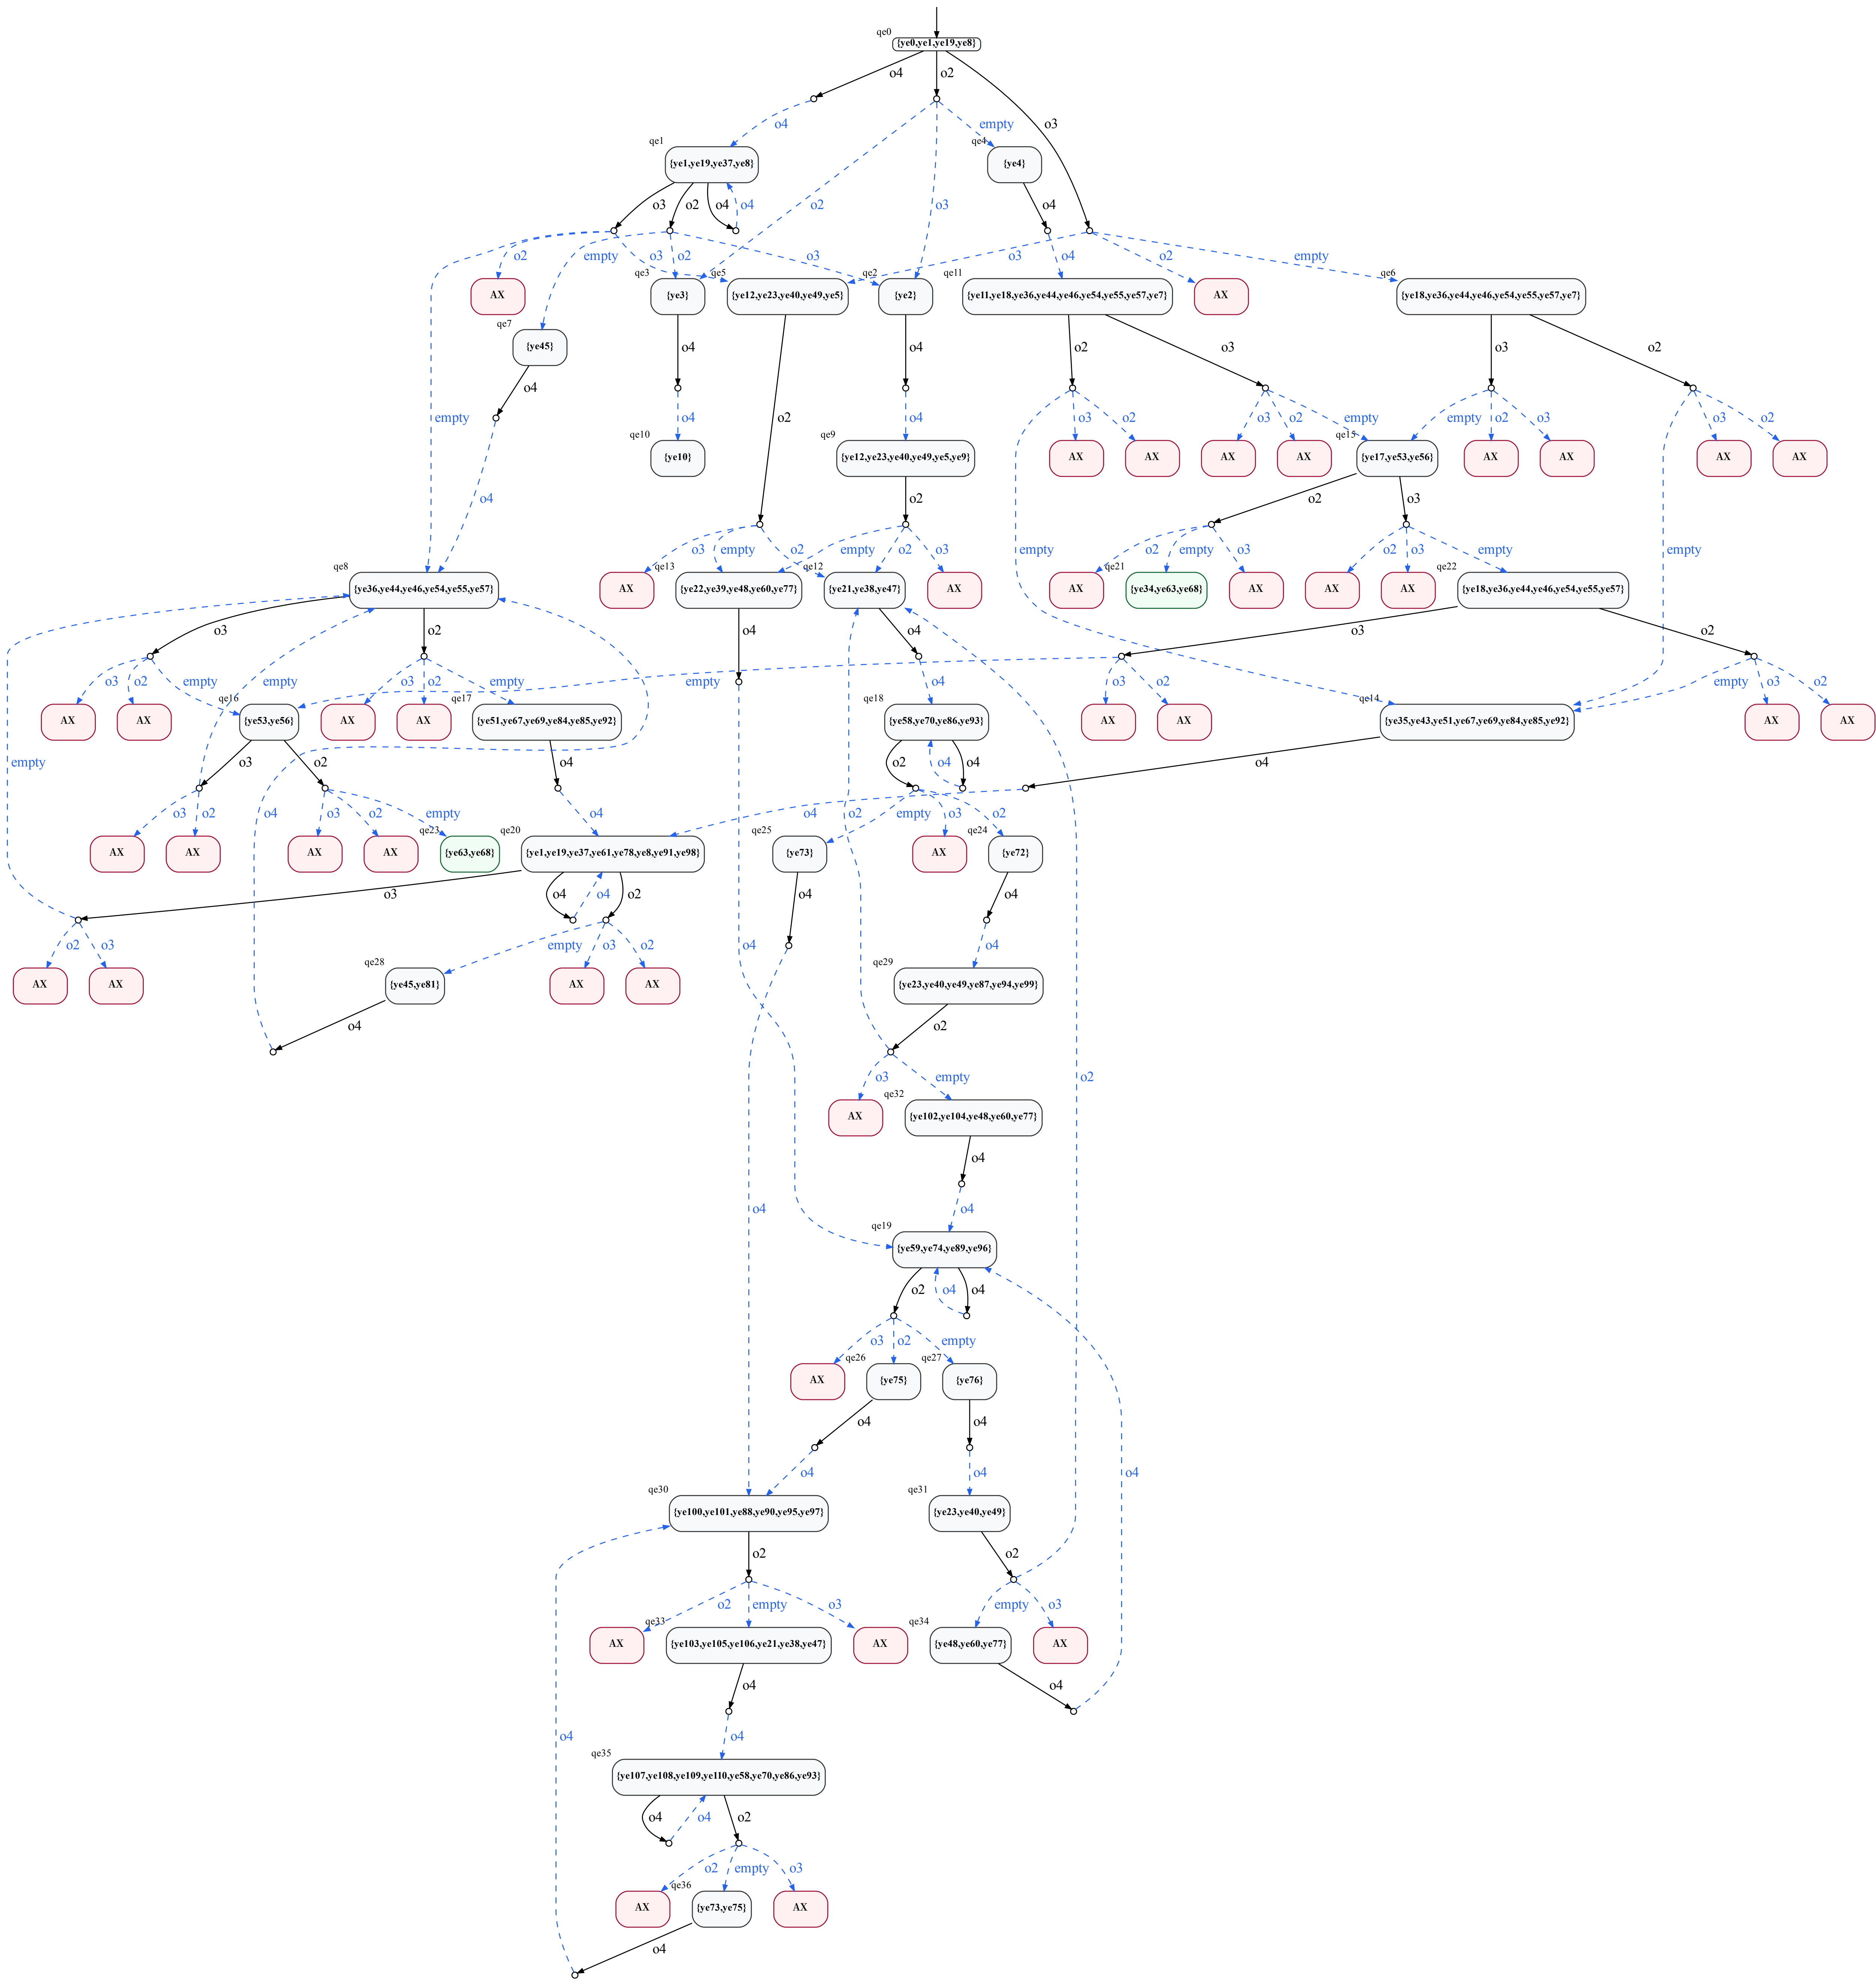 qe0
{ye0,ye1,ye19,ye8}
o4
o2
o3
o4
empty
qe1
qe4
{ye1,ye19,ye37,ye8}
{ye4}
o3
o2
o4
o4
o2
o3
o4
o2
empty
o3
o2
o3
o4
o3
o2
empty
qe3
qe5
qe2
qe11
qe6
AX
{ye3}
{ye12,ye23,ye40,ye49,ye5}
{ye2}
{ye11,ye18,ye36,ye44,ye46,ye54,ye55,ye57,ye7}
AX
{ye18,ye36,ye44,ye46,ye54,ye55,ye57,ye7}
qe7
{ye45}
o4
o4
o2
o3
o3
o2
o4
empty
o4
o2
o4
o3
o2
o3
o2
empty
empty
o2
o3
o3
o2
qe10
qe9
qe15
{ye10}
{ye12,ye23,ye40,ye49,ye5,ye9}
AX
AX
AX
AX
{ye17,ye53,ye56}
AX
AX
AX
AX
o4
o2
o2
o3
o3
empty
o2
empty
o2
o3
empty
o2
empty
o3
o2
o3
empty
empty
qe8
qe13
qe12
qe21
qe22
{ye36,ye44,ye46,ye54,ye55,ye57}
AX
{ye22,ye39,ye48,ye60,ye77}
{ye21,ye38,ye47}
AX
AX
{ye34,ye63,ye68}
AX
AX
AX
{ye18,ye36,ye44,ye46,ye54,ye55,ye57}
o3
o2
o4
o4
o3
o2
o3
o2
empty
empty
o3
o2
empty
empty
o4
o3
o2
empty
o3
o2
qe16
qe17
qe18
qe14
AX
AX
{ye53,ye56}
AX
AX
{ye51,ye67,ye69,ye84,ye85,ye92}
{ye58,ye70,ye86,ye93}
AX
AX
{ye35,ye43,ye51,ye67,ye69,ye84,ye85,ye92}
AX
AX
empty
o3
o2
o4
o2
o4
o4
o4
o3
o2
o4
o3
o2
empty
o4
o4
o2
empty
o3
o2
qe23
qe20
qe25
qe24
AX
AX
AX
AX
{ye63,ye68}
{ye1,ye19,ye37,ye61,ye78,ye8,ye91,ye98}
{ye73}
AX
{ye72}
o3
o4
o4
o2
o4
o4
o2
o3
empty
o3
o2
o4
o4
qe28
qe29
AX
AX
{ye45,ye81}
AX
AX
{ye23,ye40,ye49,ye87,ye94,ye99}
o4
o2
o3
empty
o2
qe32
AX
{ye102,ye104,ye48,ye60,ye77}
o4
o4
o4
qe19
{ye59,ye74,ye89,ye96}
o2
o4
o4
o3
o2
empty
qe26
qe27
AX
{ye75}
{ye76}
o4
o4
o4
o4
o4
qe30
qe31
{ye100,ye101,ye88,ye90,ye95,ye97}
{ye23,ye40,ye49}
o2
o2
o2
empty
o3
empty
o3
qe33
qe34
AX
{ye103,ye105,ye106,ye21,ye38,ye47}
AX
{ye48,ye60,ye77}
AX
o4
o4
o4
o4
qe35
{ye107,ye108,ye109,ye110,ye58,ye70,ye86,ye93}
o4
o4
o2
o2
empty
o3
qe36
AX
{ye73,ye75}
AX
o4